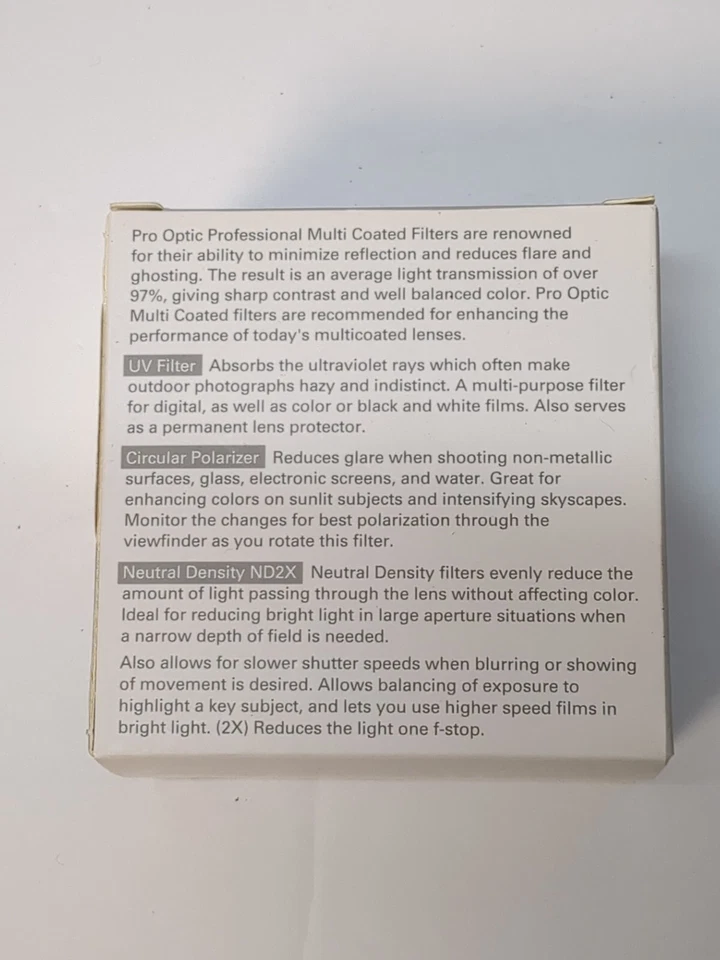 Pro Optic Professional Multi Coated Filters are renowned
for their ability to minimize reflection and reduces flare and
ghosting. The result is an average light transmission of over
97%, giving sharp contrast and well balanced color. Pro Optic
Multi Coated filters are recommended for enhancing the
performance of today's multicoated lenses.
UV Filter Absorbs the ultraviolet rays which often make
outdoor photographs hazy and indistinct. A multi-purpose filter
for digital, as well as color or black and white films. Also serves
as a permanent lens protector.
Circular Polarizer Reduces glare when shooting non-metallic
surfaces, glass, electronic screens, and water. Great for
enhancing colors on sunlit subjects and intensifying skyscapes.
Monitor the changes for best polarization through the
viewfinder as you rotate this filter.
Neutral Density ND2X Neutral Density filters evenly reduce the
amount of light passing through the lens without affecting color.
Ideal for reducing bright light in large aperture situations when
a narrow depth of field is needed.
Also allows for slower shutter speeds when blurring or showing
of movement is desired. Allows balancing of exposure to
highlight a key subject, and lets you use higher speed films in
bright light. (2X) Reduces the light one f-stop.